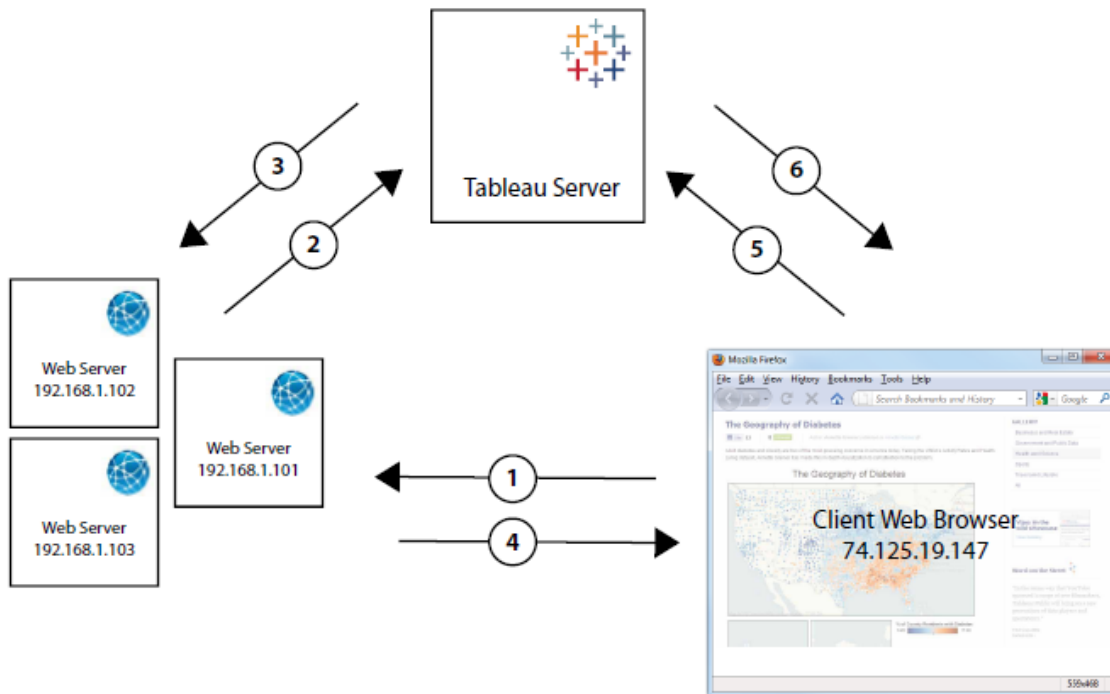 Tableau Server
3
2
6
5
Web Server
192.168.1.102
Web Server
192.168.1.101
Web Server
192.168.1.103
1
4
Mozilla Firefox
File Edit View History Bookmarks Tools Help
Search Bookmarks and History
Google
The Geography of Diabetes
The Geography of Diabetes
Client Web Browser
74.125.19.147